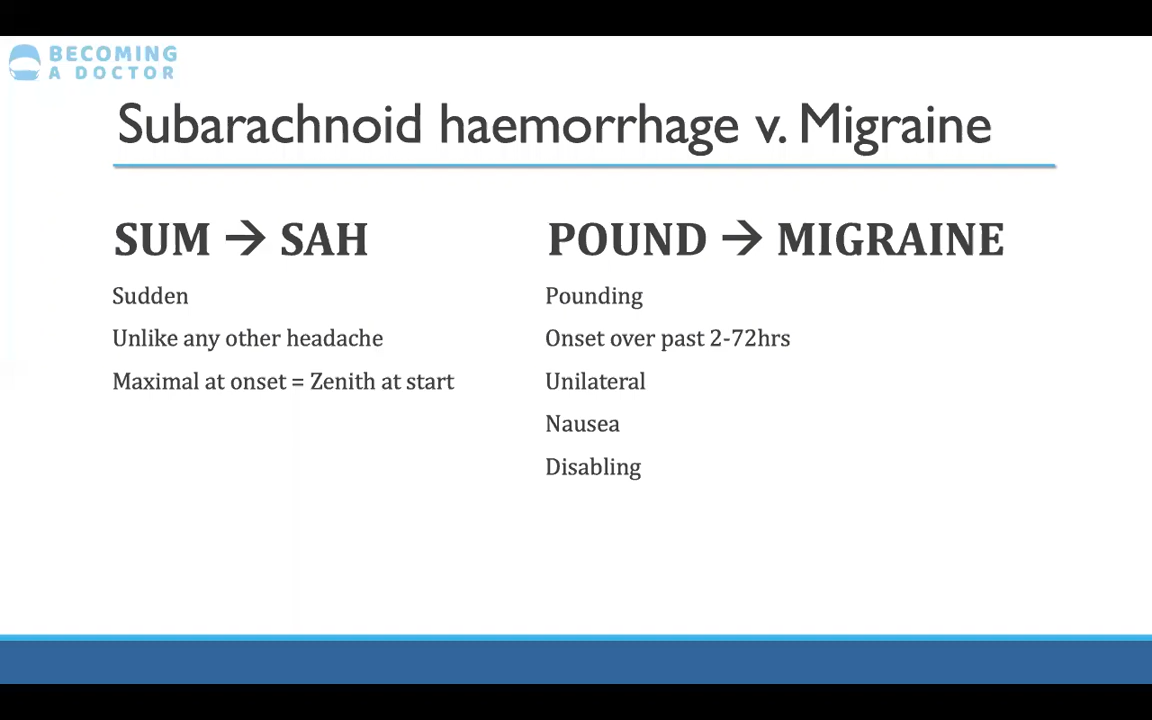 BECOMING
A DOCTOR
Subarachnoid haemorrhage v. Migraine
SUM → SAH
Sudden
Unlike any other headache
Maximal at onset = Zenith at start
POUND → MIGRAINE
Pounding
Onset over past 2-72hrs
Unilateral
Nausea
Disabling